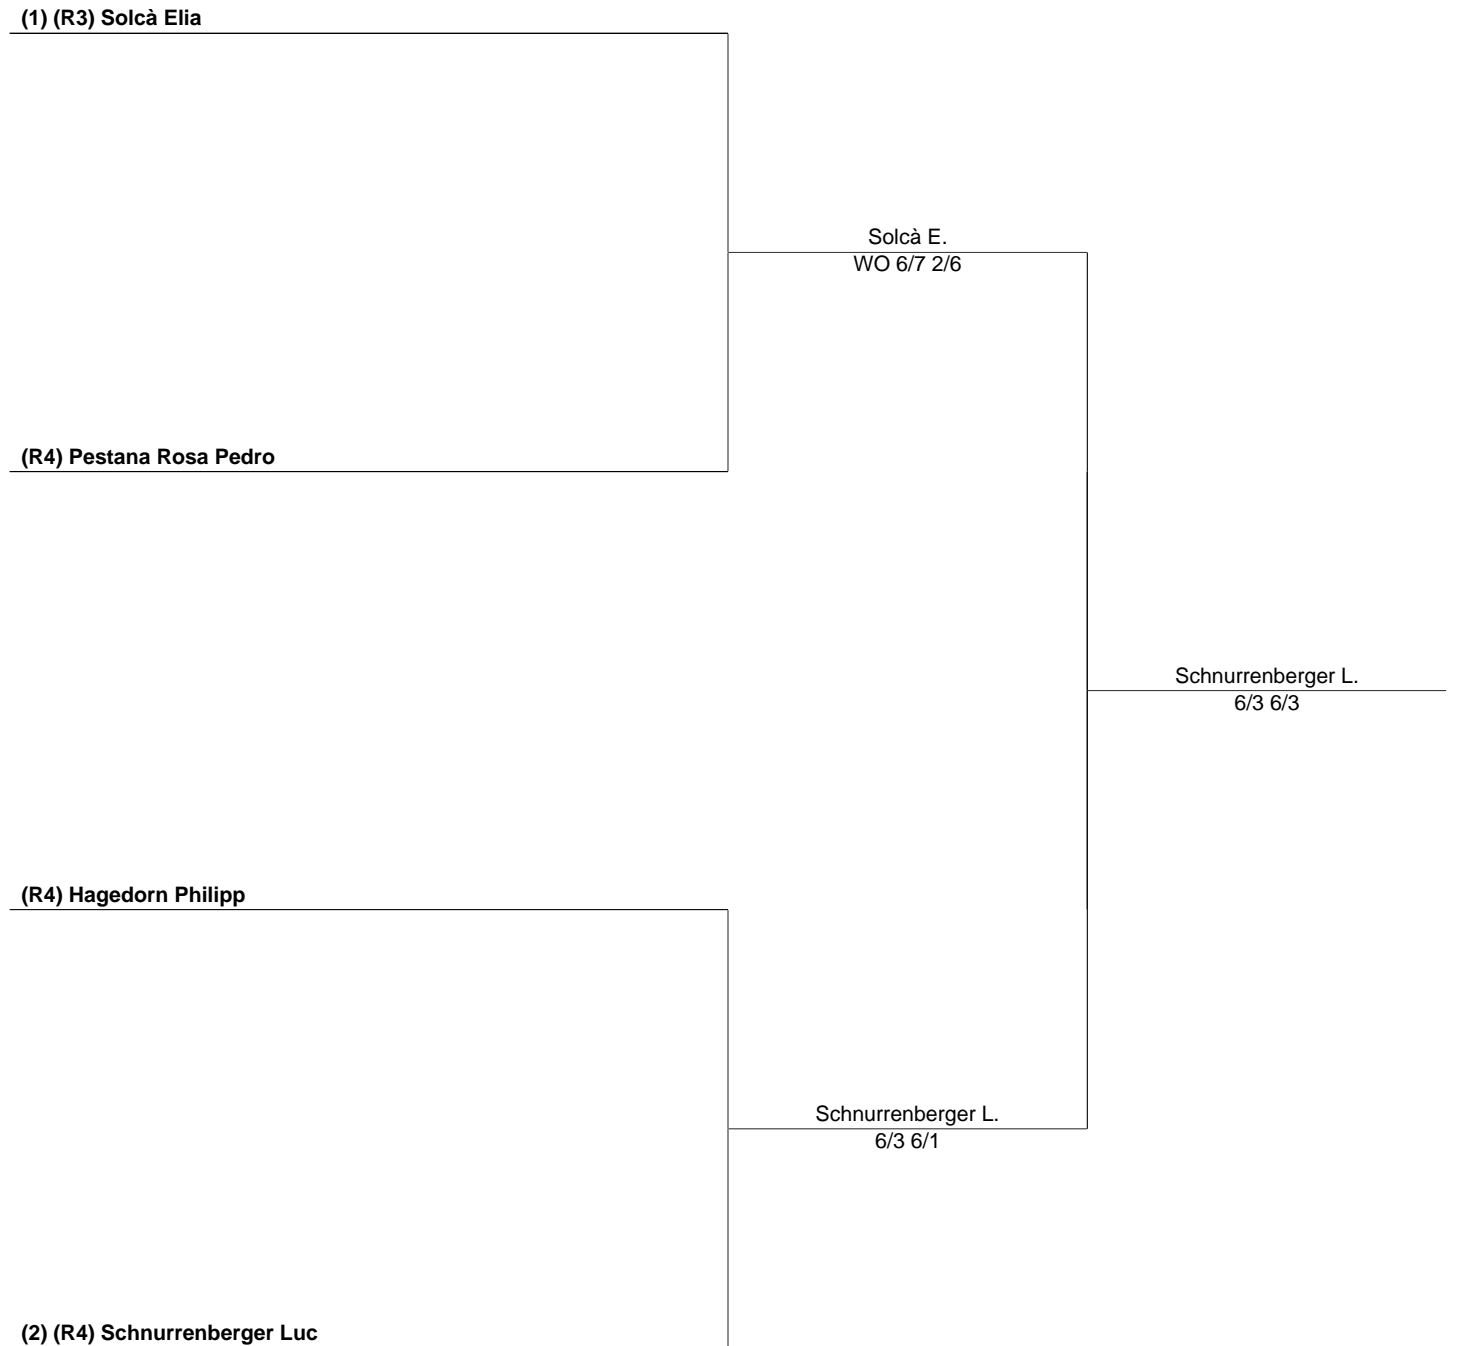 (1) (R3) Solcà Elia
Solcà E.
WO 6/7 2/6
(R4) Pestana Rosa Pedro
Schnurrenberger L.
6/3 6/3
(R4) Hagedorn Philipp
Schnurrenberger L.
6/3 6/1
(2) (R4) Schnurrenberger Luc